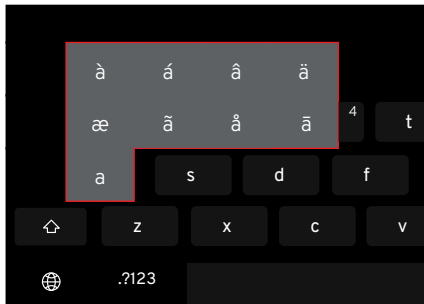 à á â ä
æ ã å ā 4 t
a s d f
z x c v
.?123